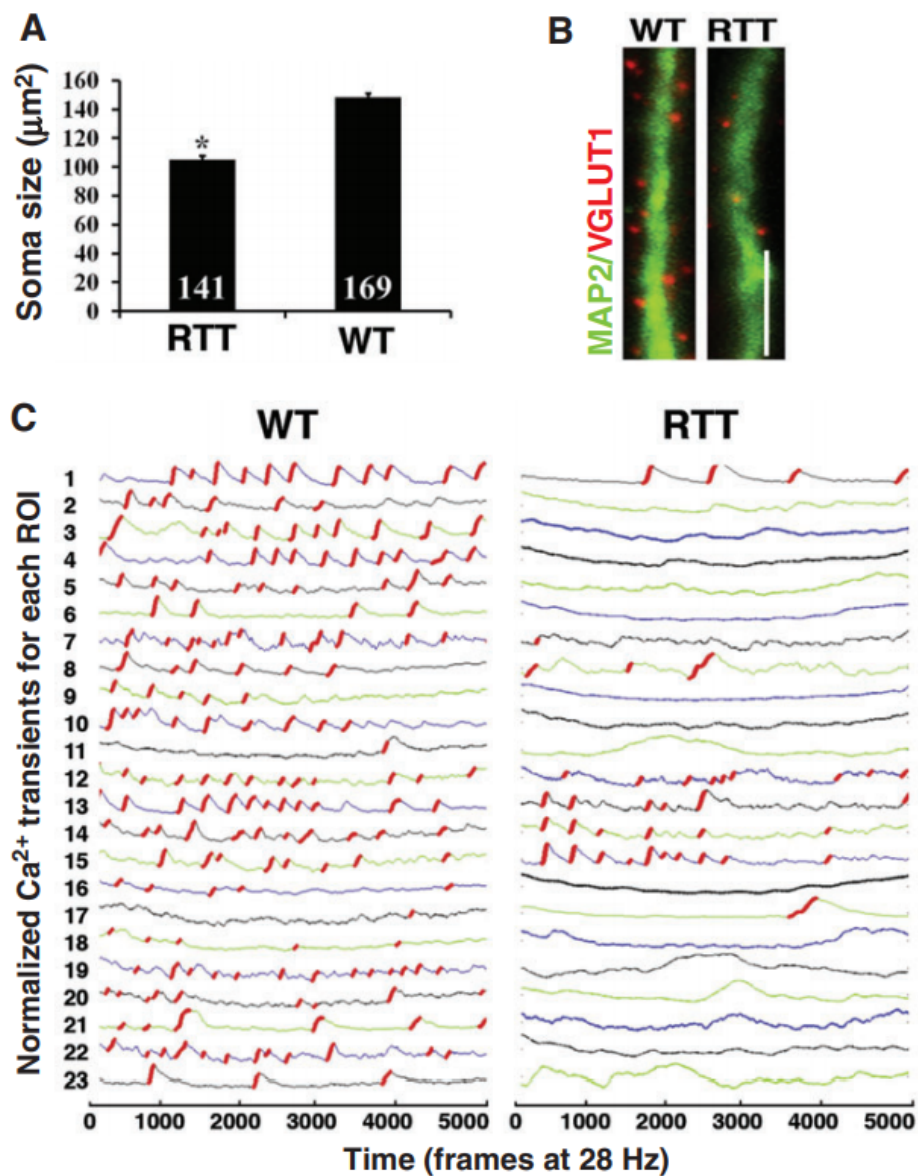 A
Soma size (μm²)
160
140
120
100
80
60
40
20
0
*
141
169
RTT
WT
B
WT RTT
MAP2/VGLUT1
C
WT
RTT
Normalized Ca²⁺ transients for each ROI
1
2
3
4
5
6
7
8
9
10
11
12
13
14
15
16
17
18
19
20
21
22
23
0 1000 2000 3000 4000 5000
0 1000 2000 3000 4000 5000
Time (frames at 28 Hz)